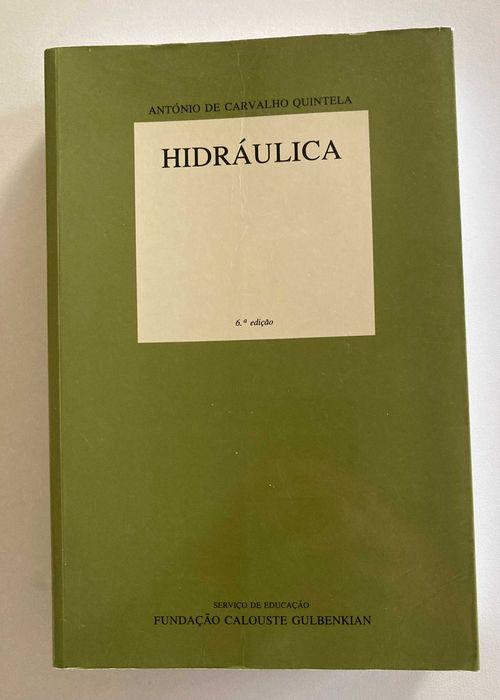 ANTÓNIO DE CARVALHO QUINTELA
HIDRÁULICA
6.ª edição
SERVIÇO DE EDUCAÇÃO
FUNDAÇÃO CALOUSTE GULBENKIAN